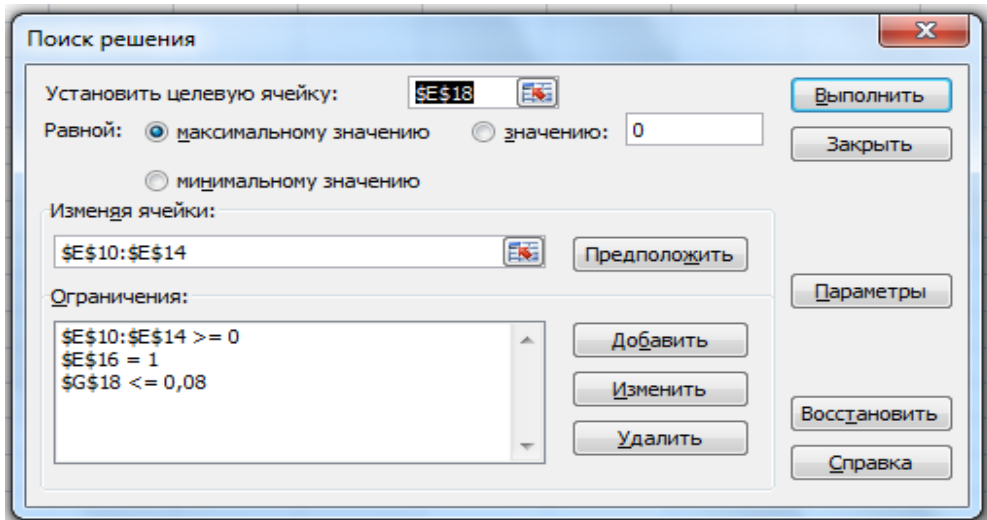 Поиск решения
Установить целевую ячейку: $E$18
Выполнить
Равной: максимальному значению значению: 0
Закрыть
минимальному значению
Изменяя ячейки:
$E$10:$E$14
Предположить
Ограничения:
Параметры
$E$10:$E$14 >= 0
$E$16 = 1
$G$18 <= 0,08
Добавить
Изменить
Удалить
Восстановить
Справка